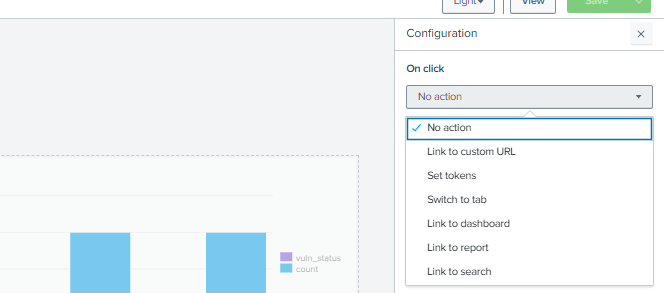 Light View Save
Configuration
On click
No action
No action
Link to custom URL
Set tokens
Switch to tab
Link to dashboard
Link to report
Link to search
vuln_status
count